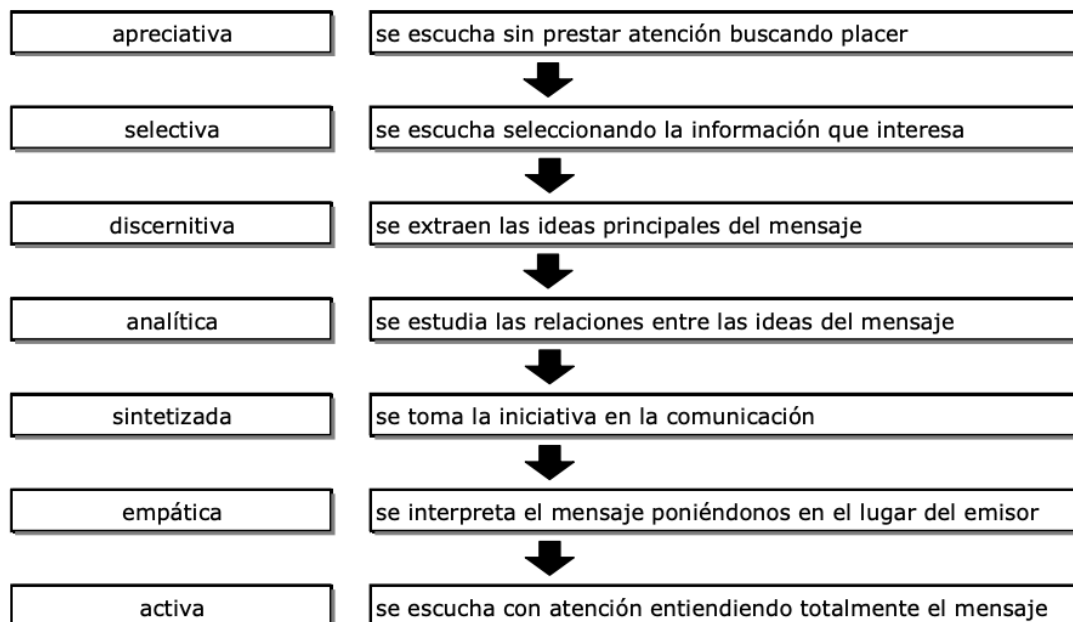 apreciativa se escucha sin prestar atención buscando placer
selectiva se escucha seleccionando la información que interesa
discernitiva se extraen las ideas principales del mensaje
analítica se estudia las relaciones entre las ideas del mensaje
sintetizada se toma la iniciativa en la comunicación
empática se interpreta el mensaje poniéndonos en el lugar del emisor
activa se escucha con atención entiendiendo totalmente el mensaje